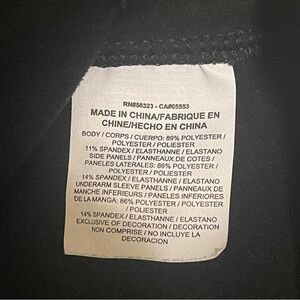 RN#56323 - CA#05553
MADE IN CHINA/FABRIQUE EN
CHINE/HECHO EN CHINA
BODY / CORPS / CUERPO: 89% POLYESTER /
POLYESTER / POLIESTER
11% SPANDEX / ELASTHANNE / ELASTANO
SIDE PANELS / PANNEAUX DE COTES /
PANELES LATERALES: 86% POLYESTER /
POLYESTER / POLIESTER
14% SPANDEX / ELASTHANNE / ELASTANO
UNDERARM SLEEVE PANELS / PANNEAUX DE
MANCHE INFERIEURS / PANELES INFERIORES
DE LA MANGA: 86% POLYESTER /
POLYESTER / POLIESTER
14% SPANDEX / ELASTHANNE / ELASTANO
EXCLUSIVE OF DECORATION / DECORATION
NON COMPRISE / NO INCLUYE LA
DECORACION